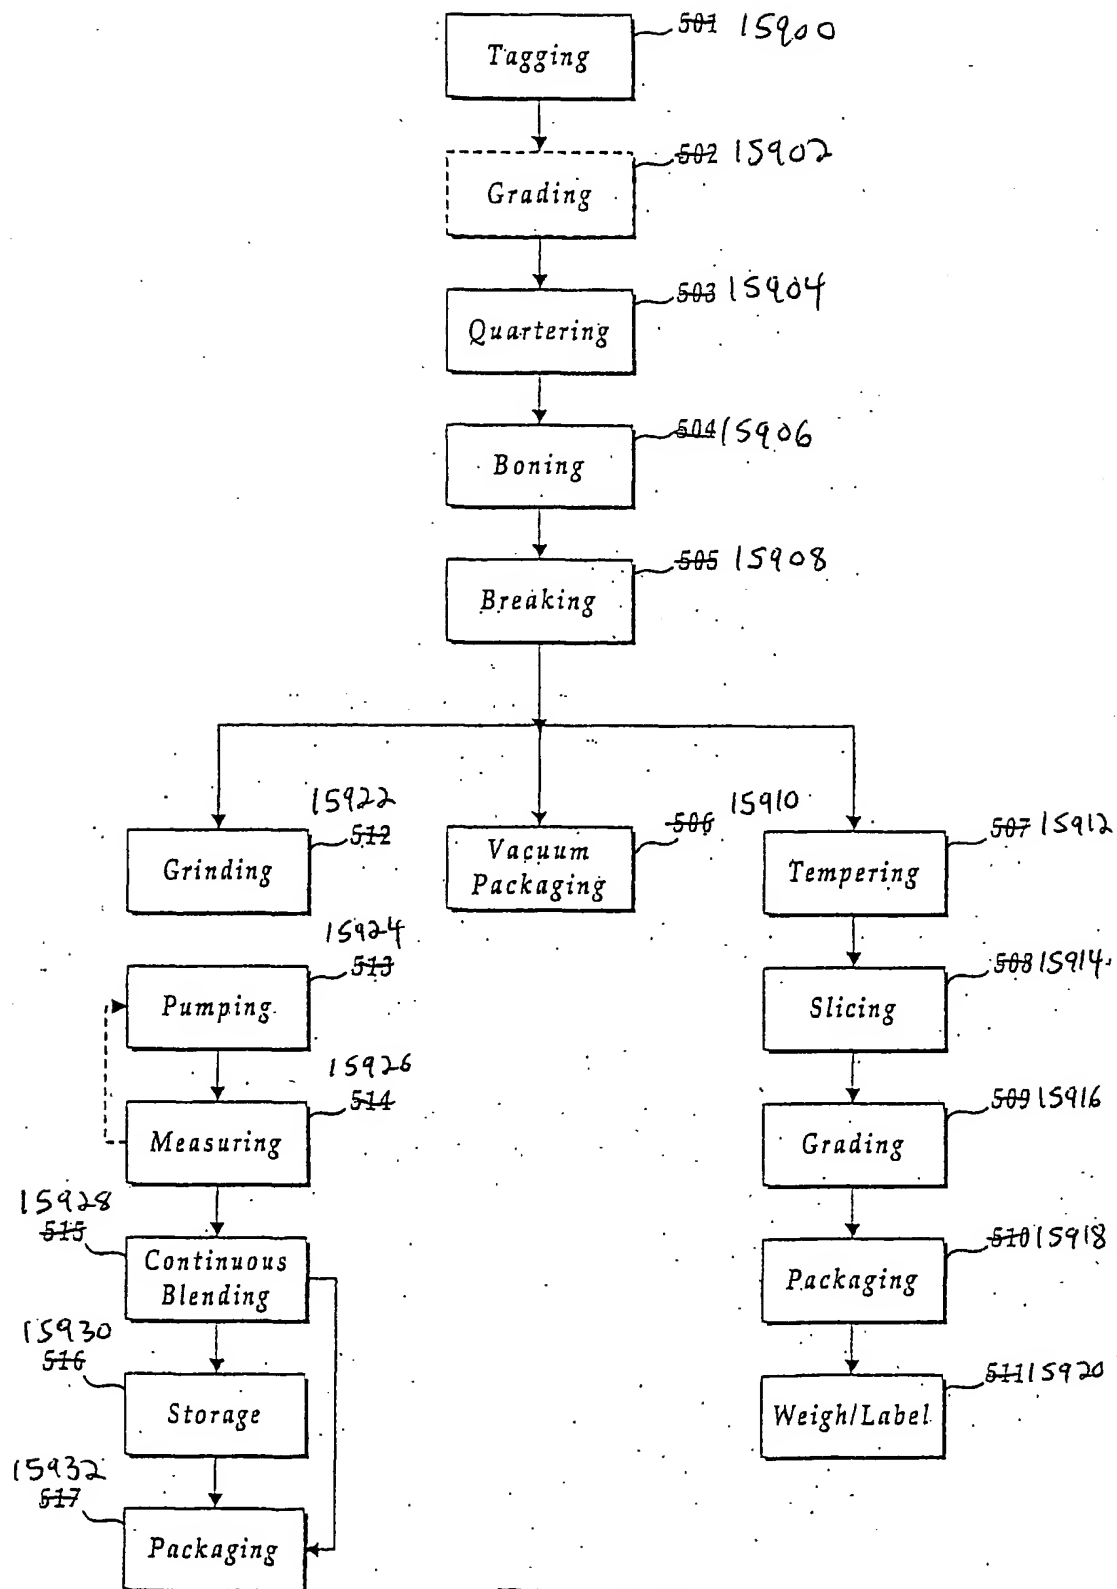 Tagging
501 15900
Grading
502 15902
Quartering
503 15904
Boning
504 15906
Breaking
505 15908
15922
512
Grinding
15910
506
Vacuum
Packaging
507 15912
Tempering
15924
513
Pumping
508 15914
Slicing
15926
514
Measuring
509 15916
Grading
15928
515
Continuous
Blending
510 15918
Packaging
15930
516
Storage
511 15920
Weigh/Label
15932
517
Packaging